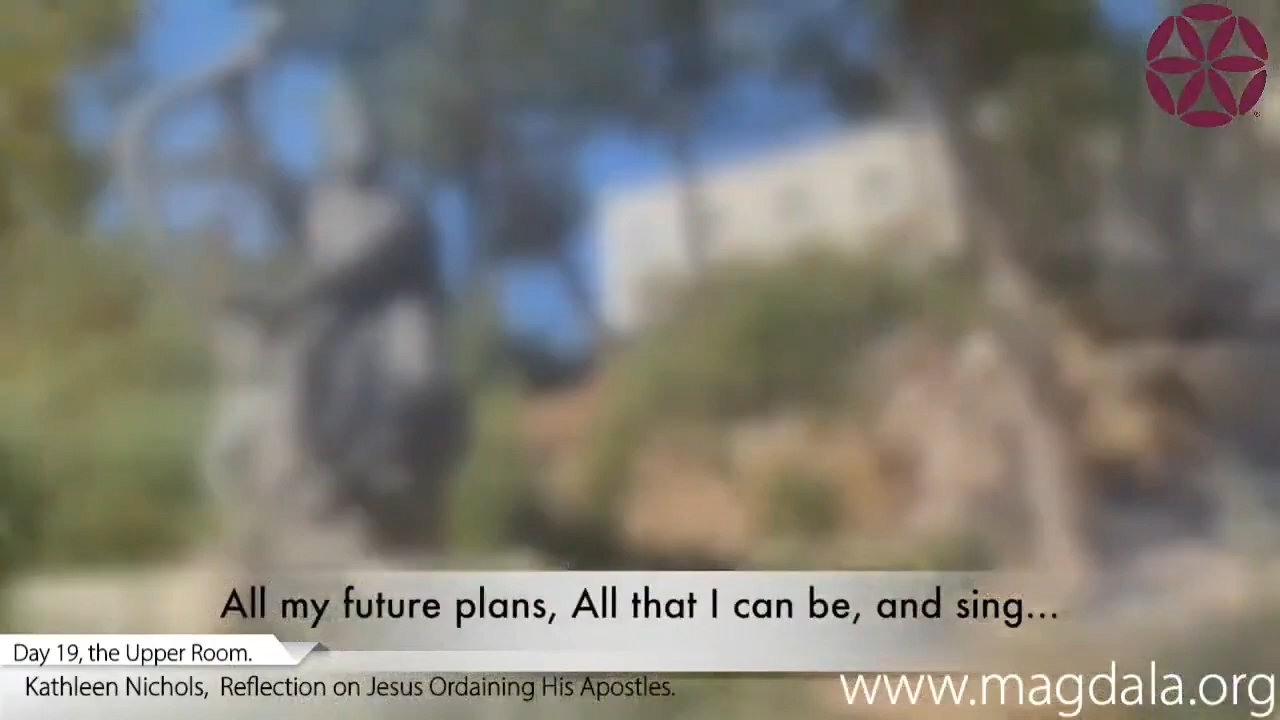 All my future plans, All that I can be, and sing...
Day 19, the Upper Room.
Kathleen Nichols, Reflection on Jesus Ordaining His Apostles.
www.magdala.org